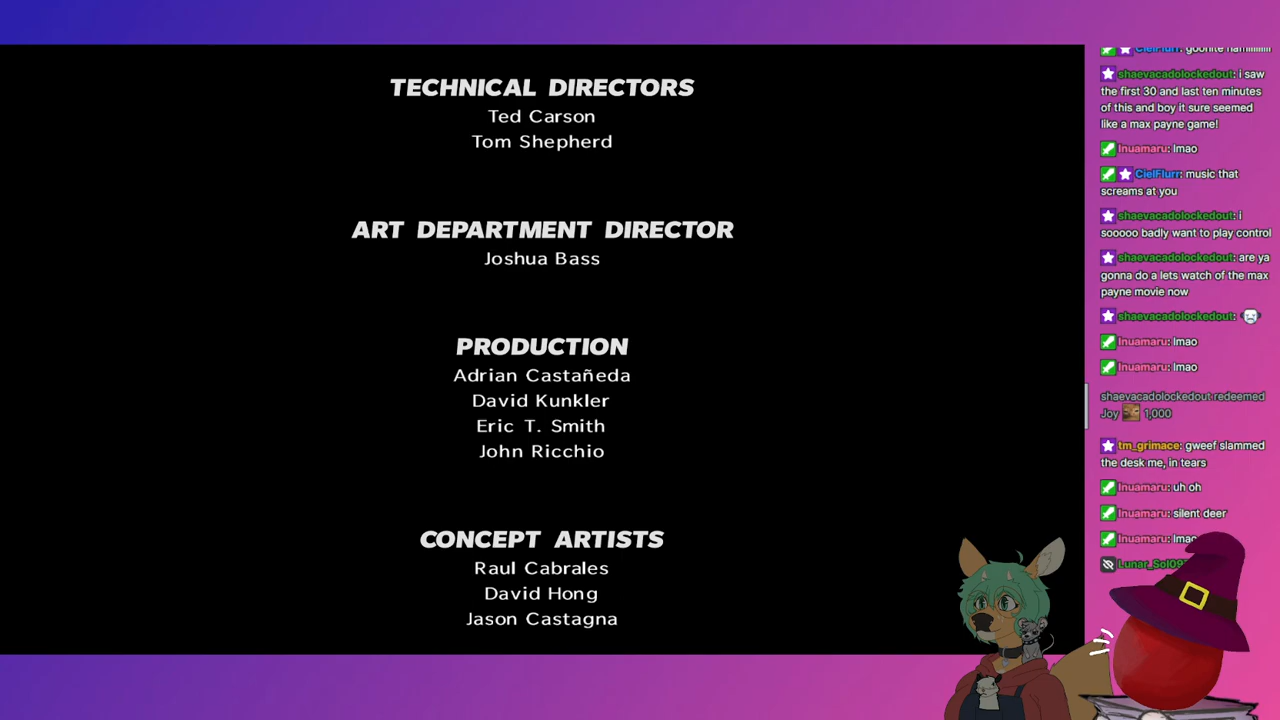 TECHNICAL DIRECTORS
Ted Carson
Tom Shepherd
ART DEPARTMENT DIRECTOR
Joshua Bass
PRODUCTION
Adrian Castañeda
David Kunkler
Eric T. Smith
John Ricchio
CONCEPT ARTISTS
Raul Cabrales
David Hong
Jason Castagna
shaevacadolockedout: i saw
the first 30 and last ten minutes
of this and boy it sure seemed
like a max payne game!
Inuamaru: lmao
CielFlurr: music that
screams at you
shaevacadolockedout: i
sooooo badly want to play control
shaevacadolockedout: are ya
gonna do a lets watch of the max
payne movie now
shaevacadolockedout:
Inuamaru: lmao
Inuamaru: lmao
shaevacadolockedout redeemed
Joy 1,000
tm_grimace: gweef slammed
the desk me, in tears
Inuamaru: uh oh
Inuamaru: silent deer
Inuamaru: lmao